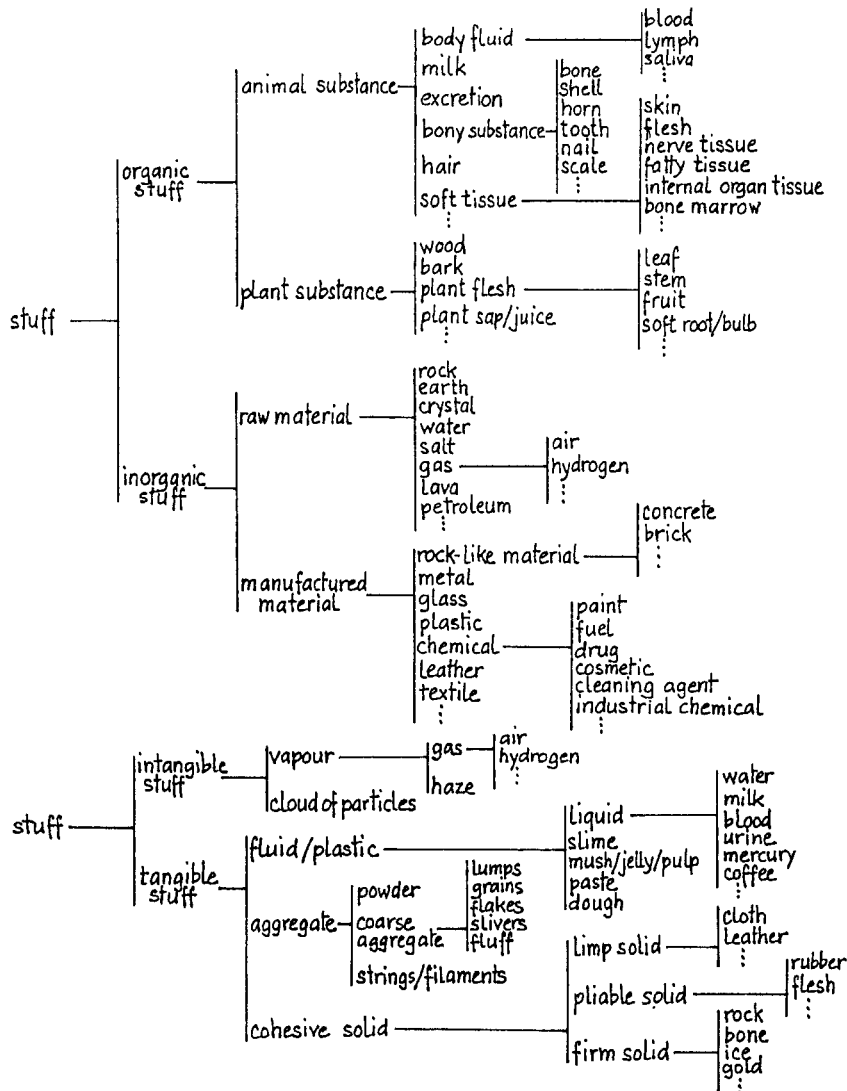 blood
body fluid
lymph
saliva
milk
animal substance
bone
shell
excretion
horn
skin
bony substance
tooth
flesh
nail
nerve tissue
organic
stuff
hair
scale
fatty tissue
internal organ tissue
soft tissue
bone marrow
wood
bark
leaf
plant substance
plant flesh
stem
fruit
stuff
plant sap/juice
soft root/bulb
rock
earth
raw material
crystal
water
salt
air
inorganic
stuff
gas
hydrogen
lava
petroleum
concrete
rock-like material
brick
manufactured
material
metal
glass
plastic
paint
fuel
chemical
drug
leather
cosmetic
textile
cleaning agent
industrial chemical
intangible
stuff
vapour
gas
air
hydrogen
cloud of particles
haze
water
stuff
liquid
milk
fluid/plastic
slime
blood
tangible
stuff
mush/jelly/pulp
urine
powder
lumps
paste
mercury
grains
dough
coffee
aggregate
coarse
aggregate
flakes
slivers
fluff
cloth
limp solid
leather
strings/filaments
rubber
pliable solid
flesh
cohesive solid
rock
bone
firm solid
ice
gold